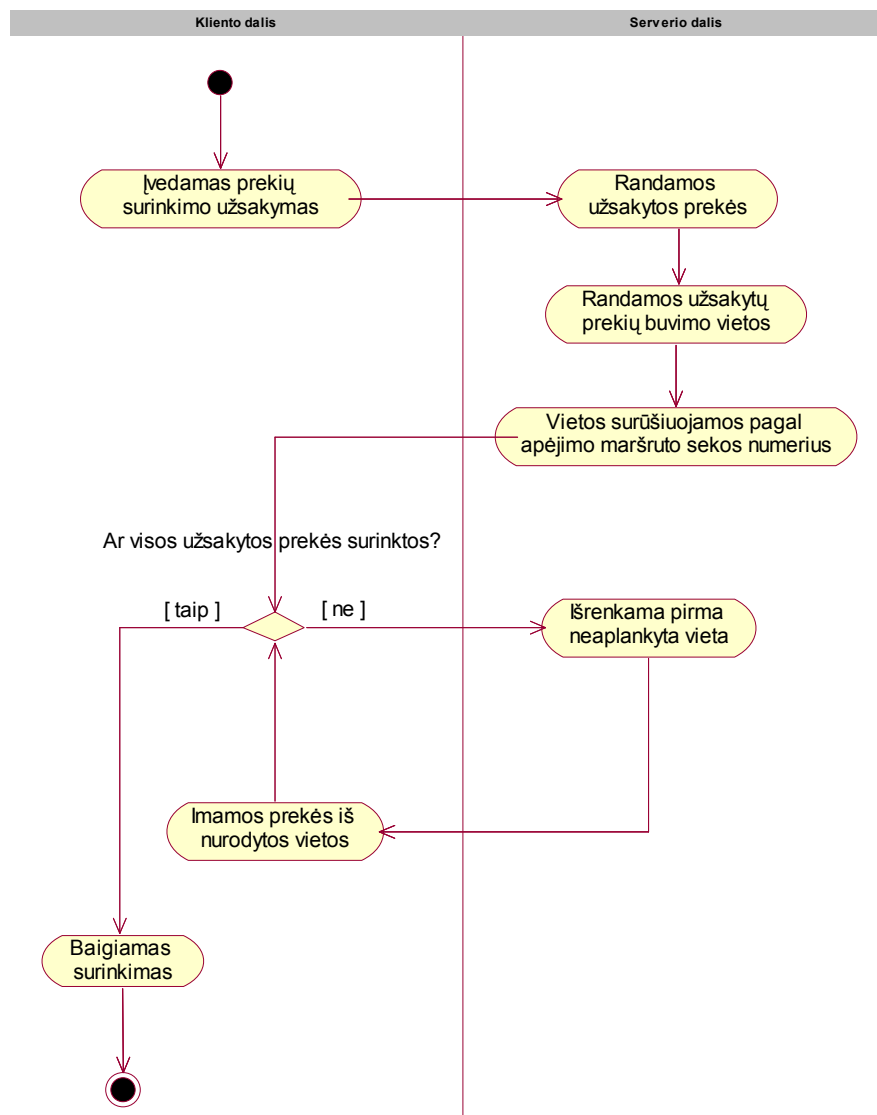 Kliento dalis
Serverio dalis
Įvedamas prekių
surinkimo užsakymas
Randamos
užsakytos prekės
Randamos užsakytų
prekių buvimo vietos
Vietos surūšiuojamos pagal
apėjimo maršruto sekos numerius
Ar visos užsakytos prekės surinktos?
[ taip ]
[ ne ]
Išrenkama pirma
neaplankyta vieta
Imamos prekės iš
nurodytos vietos
Baigiamas
surinkimas